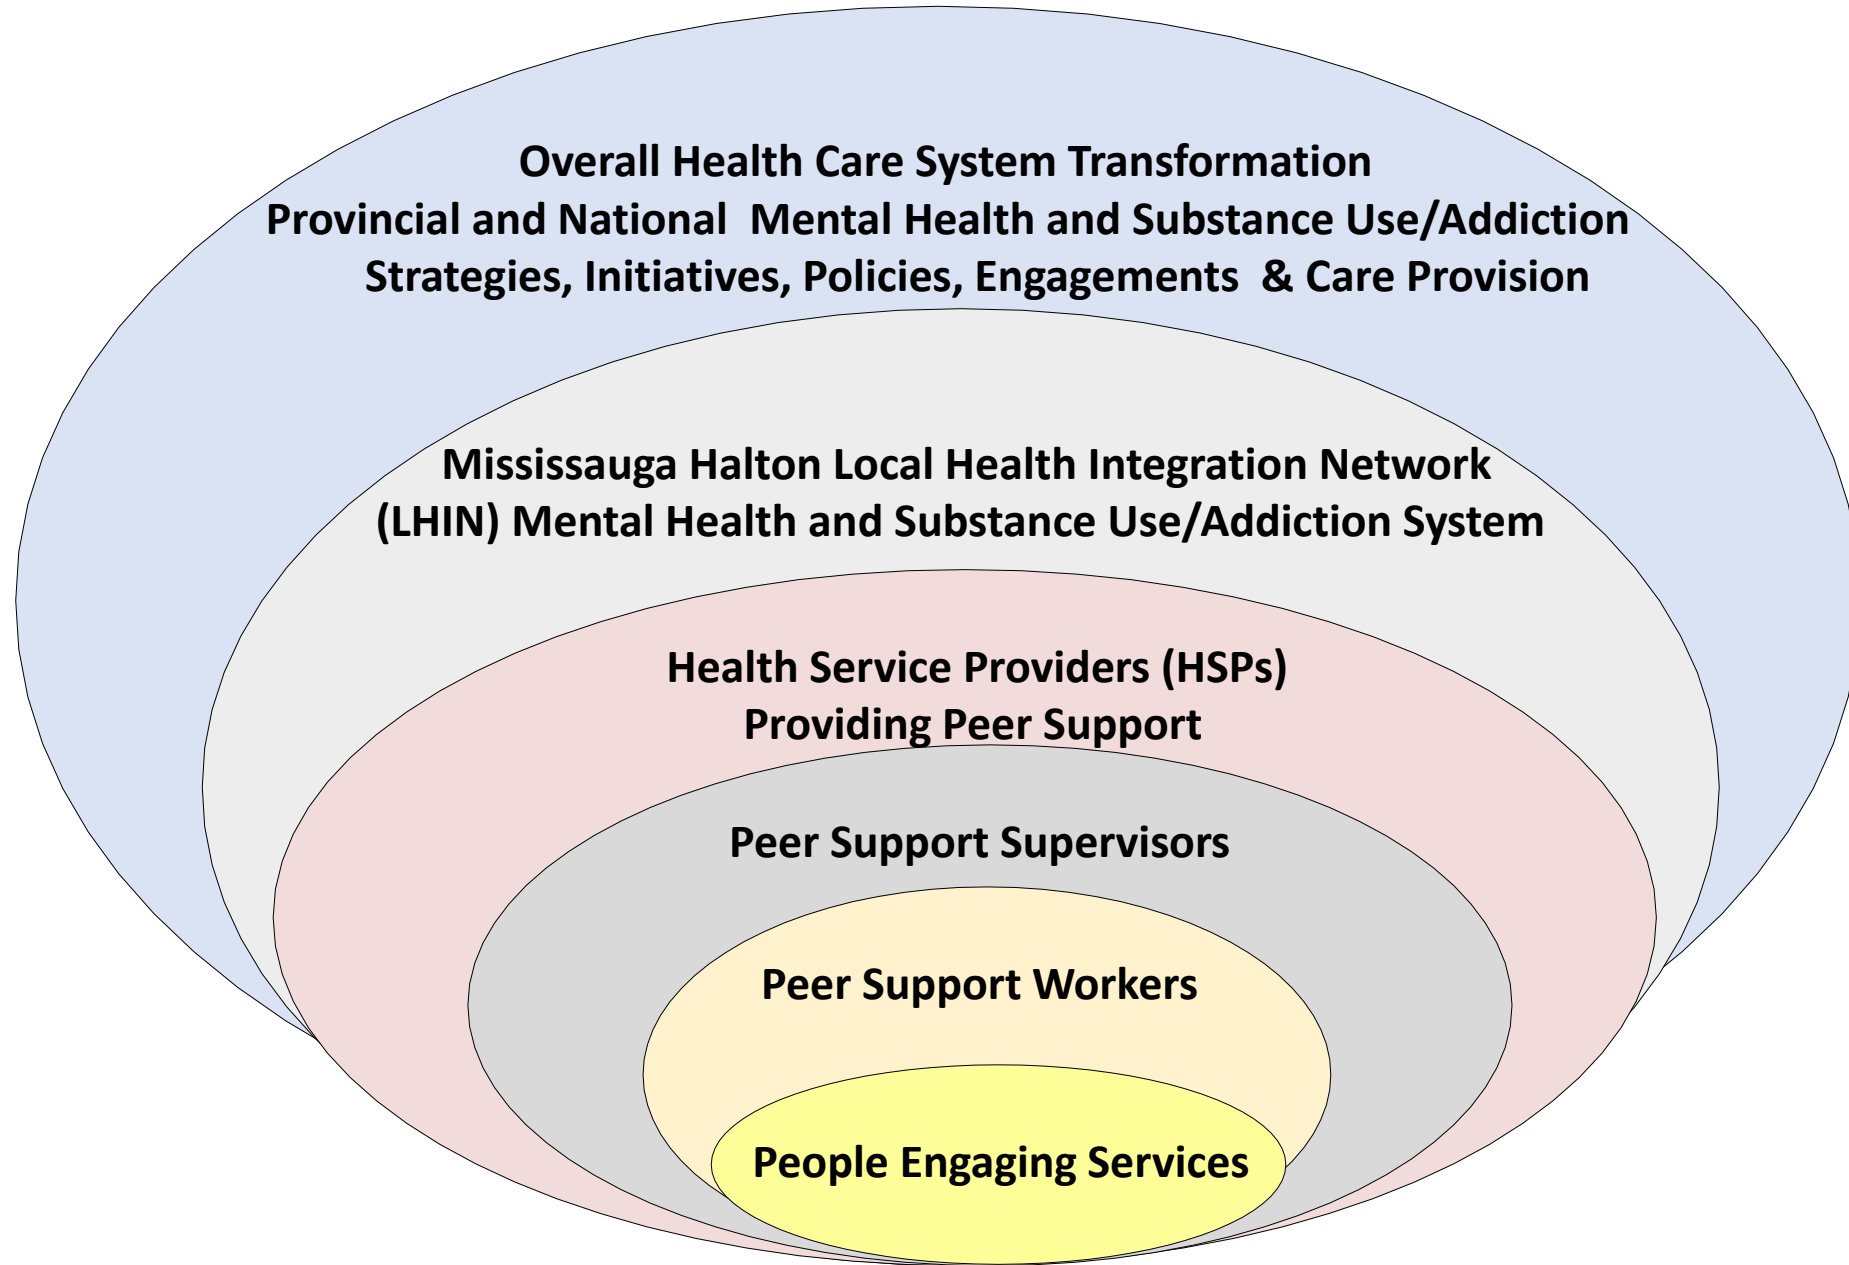 Overall Health Care System Transformation
Provincial and National  Mental Health and Substance Use/Addiction
Strategies, Initiatives, Policies, Engagements  & Care Provision
Mississauga Halton Local Health Integration Network
(LHIN) Mental Health and Substance Use/Addiction System
Health Service Providers (HSPs)
Providing Peer Support
Peer Support Supervisors
Peer Support Workers
People Engaging Services